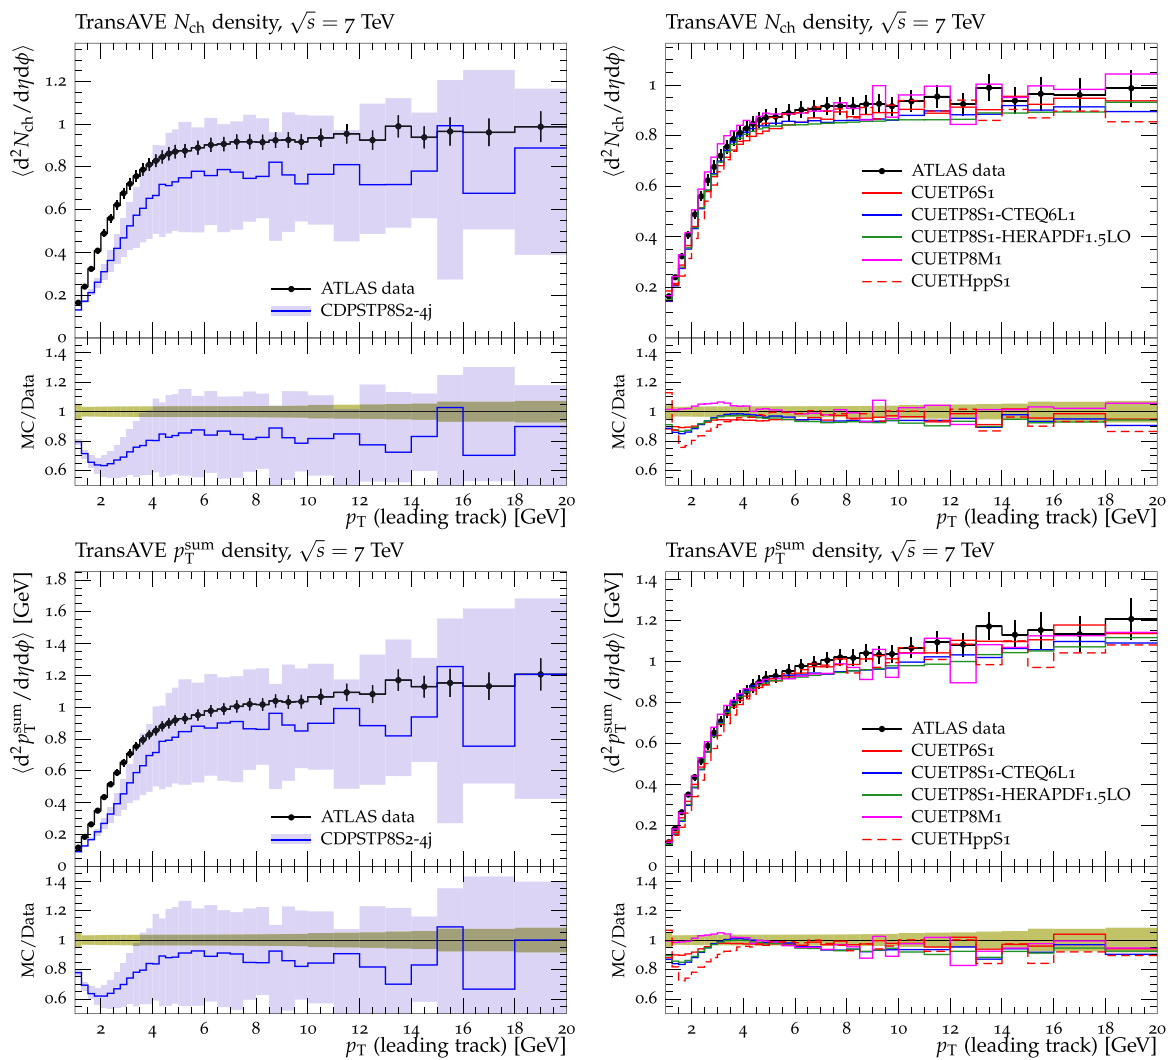 TransAVE N_ch density, √s = 7 TeV
⟨d²N_ch/dηdϕ⟩
1.2
1
0.8
0.6
0.4
0.2
0
ATLAS data
CDPSTP8S2-4j
MC/Data
1.4
1.2
1
0.8
0.6
2 4 6 8 10 12 14 16 18 20
p_T (leading track) [GeV]
TransAVE N_ch density, √s = 7 TeV
⟨d²N_ch/dηdϕ⟩
1
0.8
0.6
0.4
0.2
0
ATLAS data
CUETP6S1
CUETP8S1-CTEQ6L1
CUETP8S1-HERAPDF1.5LO
CUETP8M1
CUETHppS1
MC/Data
1.4
1.2
1
0.8
0.6
2 4 6 8 10 12 14 16 18 20
p_T (leading track) [GeV]
TransAVE p_T^sum density, √s = 7 TeV
⟨d²p_T^sum/dηdϕ⟩ [GeV]
1.8
1.6
1.4
1.2
1
0.8
0.6
0.4
0.2
0
ATLAS data
CDPSTP8S2-4j
MC/Data
1.4
1.2
1
0.8
0.6
2 4 6 8 10 12 14 16 18 20
p_T (leading track) [GeV]
TransAVE p_T^sum density, √s = 7 TeV
⟨d²p_T^sum/dηdϕ⟩ [GeV]
1.4
1.2
1
0.8
0.6
0.4
0.2
0
ATLAS data
CUETP6S1
CUETP8S1-CTEQ6L1
CUETP8S1-HERAPDF1.5LO
CUETP8M1
CUETHppS1
MC/Data
1.4
1.2
1
0.8
0.6
2 4 6 8 10 12 14 16 18 20
p_T (leading track) [GeV]